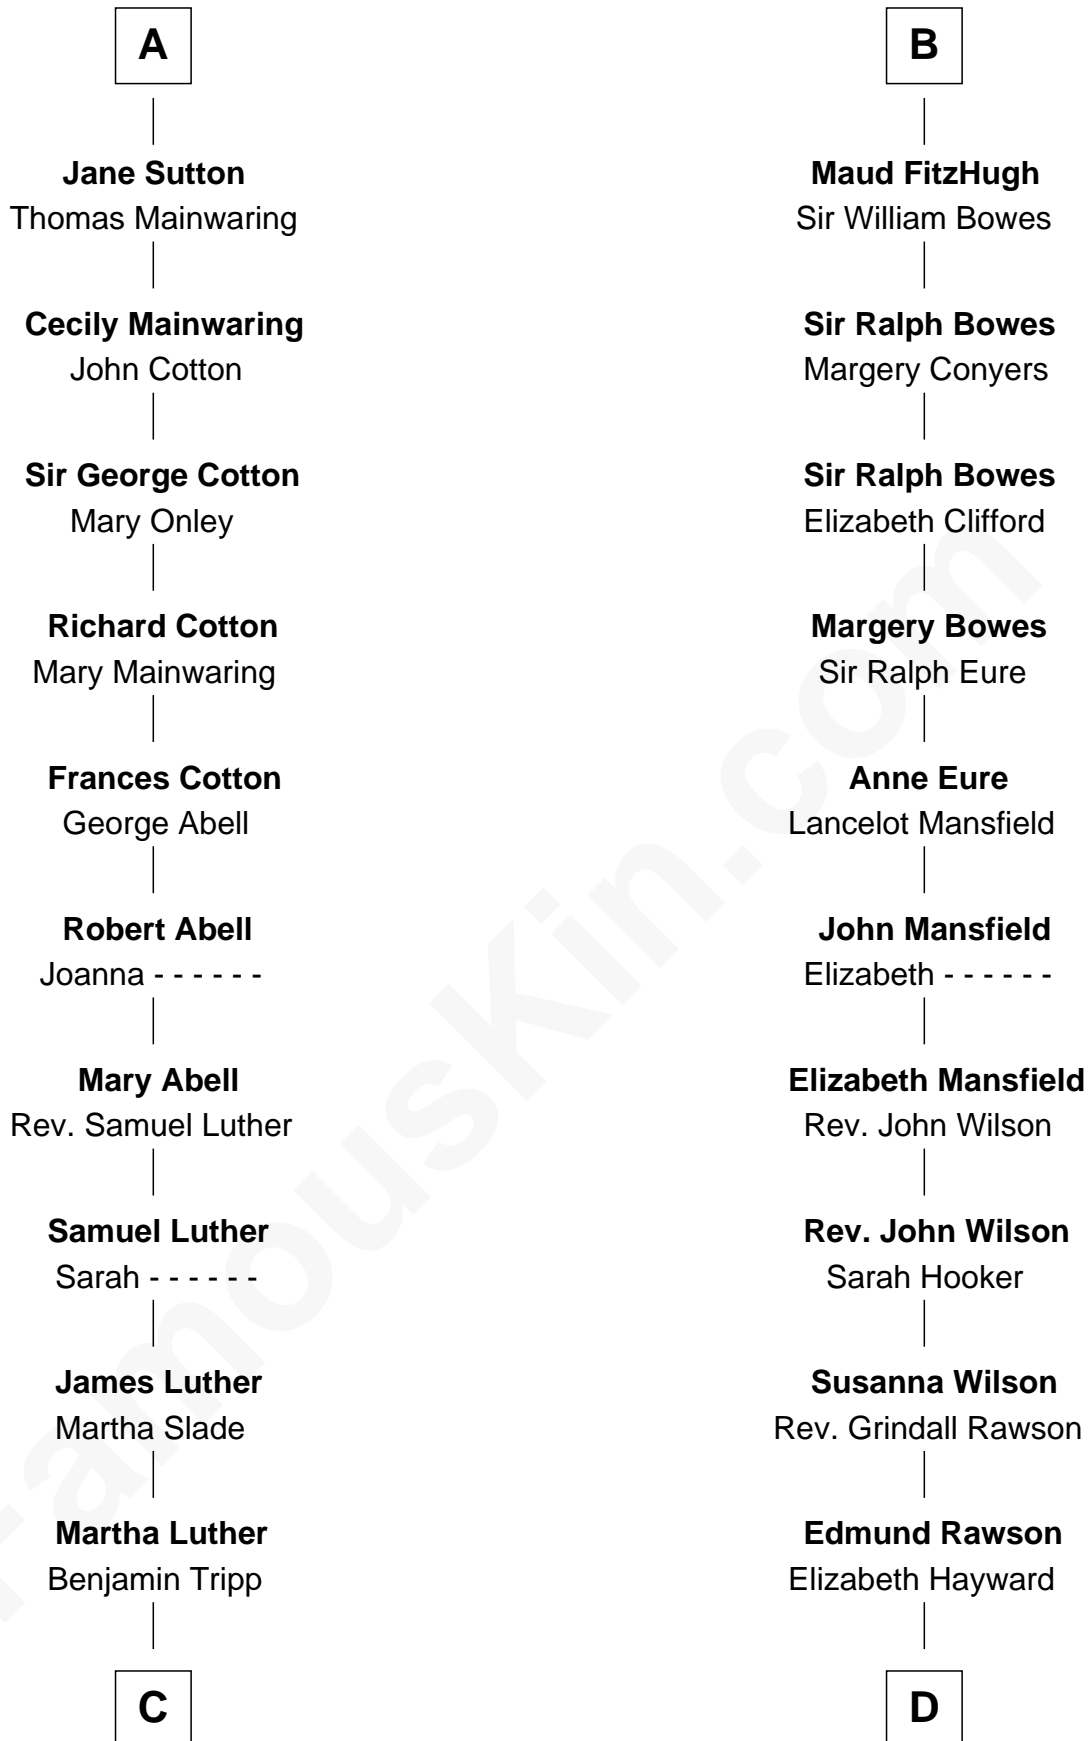 A
Jane Sutton
Thomas Mainwaring
Cecily Mainwaring
John Cotton
Sir George Cotton
Mary Onley
Richard Cotton
Mary Mainwaring
Frances Cotton
George Abell
Robert Abell
Joanna - - - - - -
Mary Abell
Rev. Samuel Luther
Samuel Luther
Sarah - - - - - -
James Luther
Martha Slade
Martha Luther
Benjamin Tripp
C
B
Maud FitzHugh
Sir William Bowes
Sir Ralph Bowes
Margery Conyers
Sir Ralph Bowes
Elizabeth Clifford
Margery Bowes
Sir Ralph Eure
Anne Eure
Lancelot Mansfield
John Mansfield
Elizabeth - - - - - -
Elizabeth Mansfield
Rev. John Wilson
Rev. John Wilson
Sarah Hooker
Susanna Wilson
Rev. Grindall Rawson
Edmund Rawson
Elizabeth Hayward
D
FamousKin.com